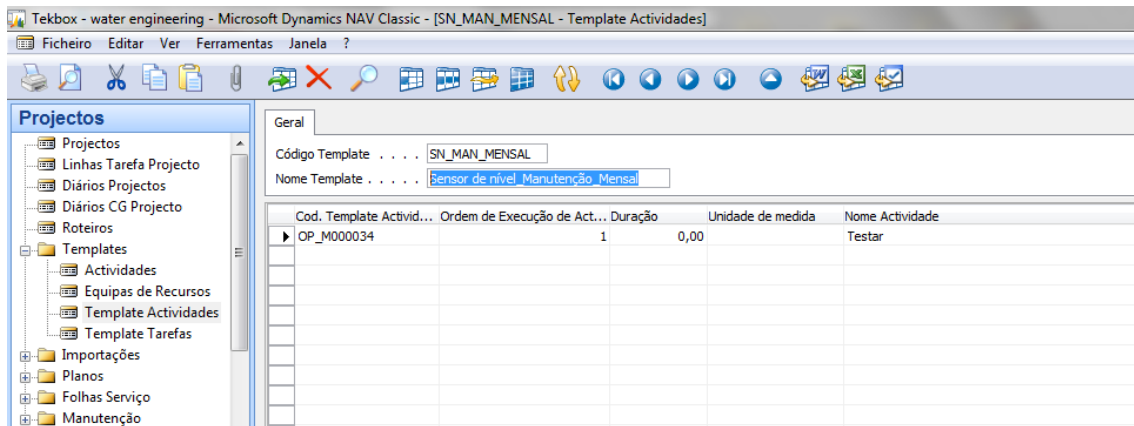 Tekbox - water engineering - Microsoft Dynamics NAV Classic - [SN_MAN_MENSAL - Template Actividades]
Ficheiro Editar Ver Ferramentas Janela ?
Projectos
Projectos
Linhas Tarefa Projecto
Diários Projectos
Diários CG Projecto
Roteiros
Templates
Actividades
Equipas de Recursos
Template Actividades
Template Tarefas
Importações
Planos
Folhas Serviço
Manutenção
Geral
Código Template . . . . SN_MAN_MENSAL
Nome Template . . . . . Sensor de nível_Manutenção_Mensal
Cod. Template Activid... Ordem de Execução de Act... Duração Unidade de medida Nome Actividade
OP_M000034 1 0,00 Testar